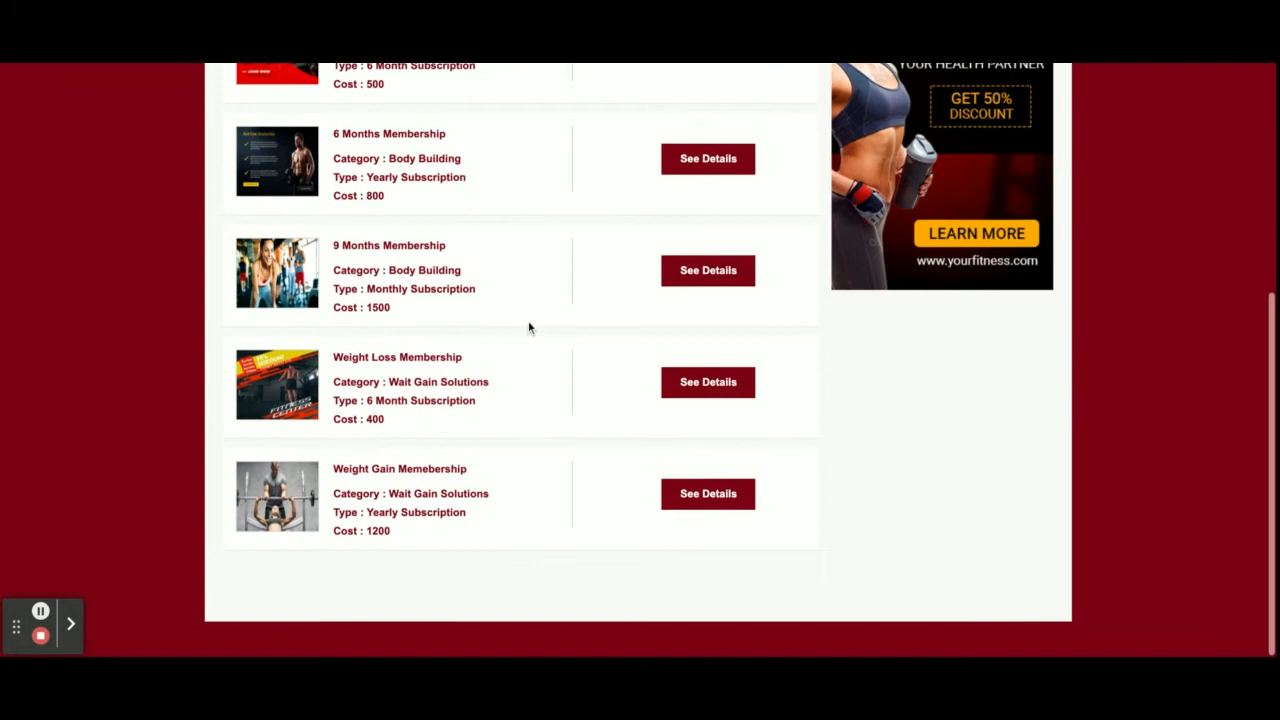 YOUR HEALTH PARTNER
GET 50%
DISCOUNT
LEARN MORE
www.yourfitness.com
Type : 6 Month Subscription
Cost : 500
6 Months Membership
Category : Body Building
Type : Yearly Subscription
Cost : 800
See Details
9 Months Membership
Category : Body Building
Type : Monthly Subscription
Cost : 1500
See Details
Weight Loss Membership
Category : Wait Gain Solutions
Type : 6 Month Subscription
Cost : 400
See Details
FITNESS
CENTER
Weight Gain Memebership
Category : Wait Gain Solutions
Type : Yearly Subscription
Cost : 1200
See Details